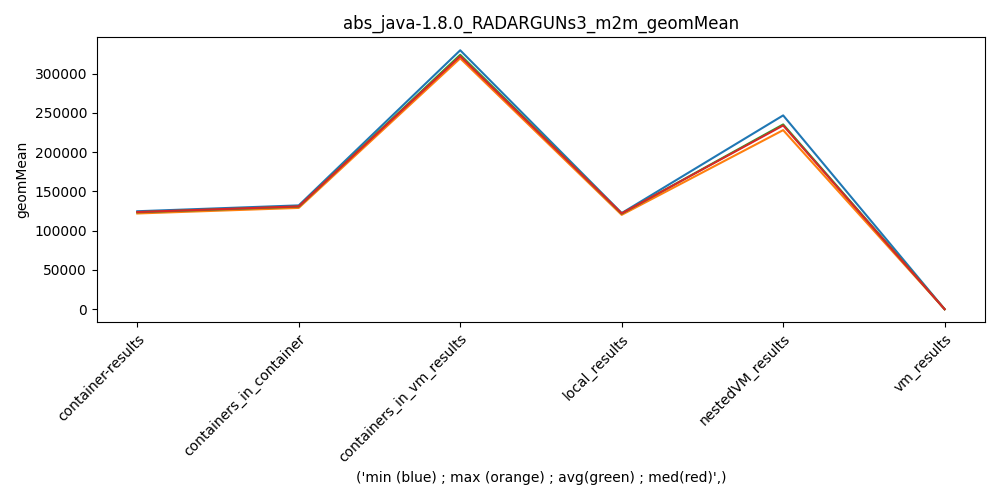 abs_java-1.8.0_RADARGUNs3_m2m_geomMean
geomMean
300000
250000
200000
150000
100000
50000
0
container-results
containers_in_container
containers_in_vm_results
local_results
nestedVM_results
vm_results
('min (blue) ; max (orange) ; avg(green) ; med(red)',)